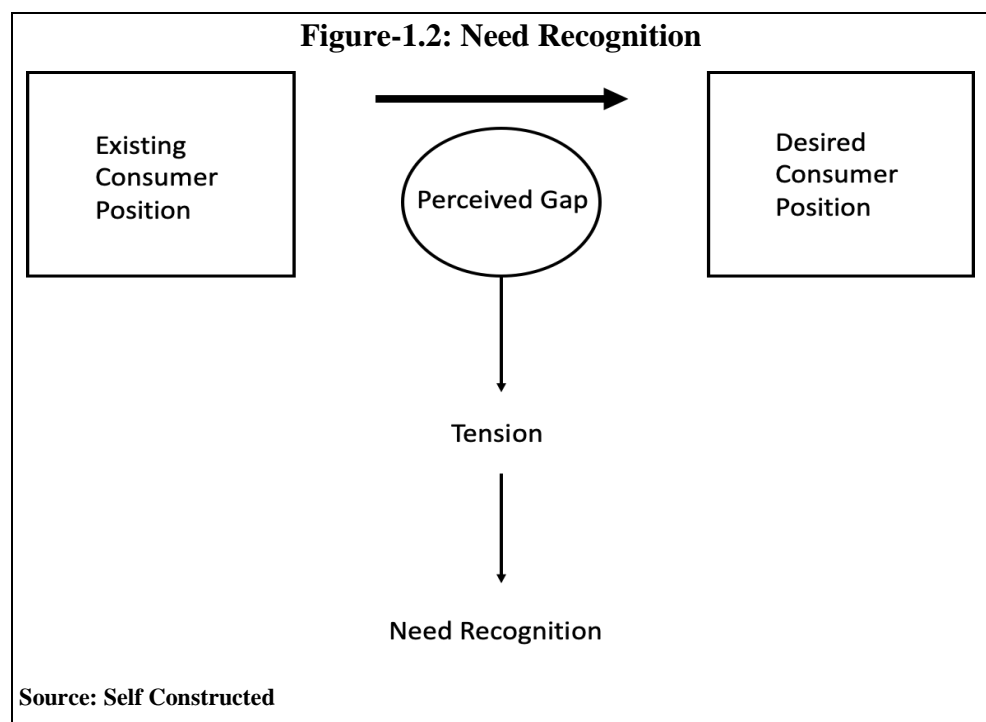 Figure-1.2: Need Recognition
Existing
Consumer
Position
Perceived Gap
Desired
Consumer
Position
Tension
Need Recognition
Source: Self Constructed